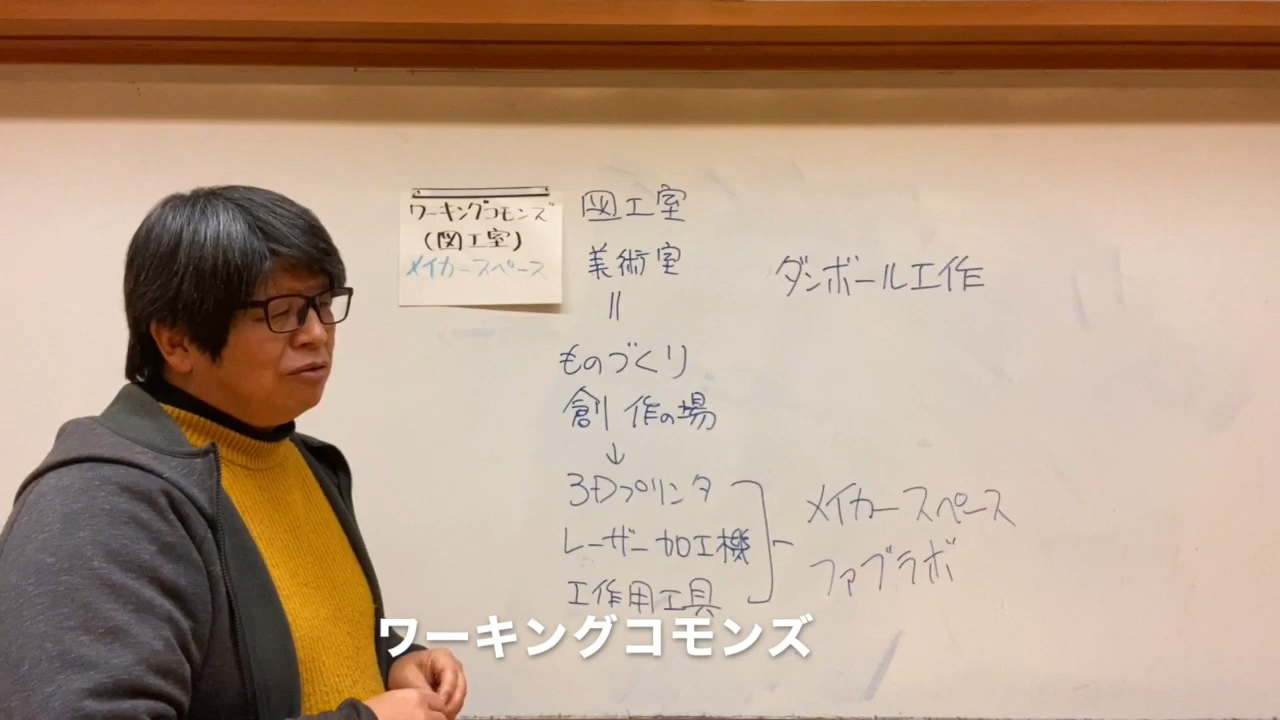 ワーキングコモンズ
(図工室)
メイカースペース
図工室
美術室
||
ものづくり
創作の場
↓
3Dプリンタ
レーザー加工機
工作用工具
ダンボール工作
メイカースペース
ファブラボ
ワーキングコモンズ